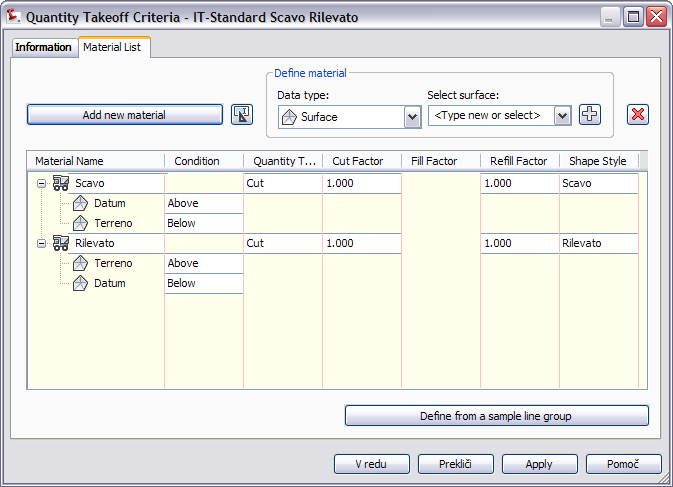 Quantity Takeoff Criteria - IT-Standard Scavo Rilevato
Information Material List
Define material
Data type: Select surface:
Add new material Surface <Type new or select>
Material Name Condition Quantity T... Cut Factor Fill Factor Refill Factor Shape Style
Scavo Cut 1.000 1.000 Scavo
Datum Above
Terreno Below
Rilevato Cut 1.000 1.000 Rilevato
Terreno Above
Datum Below
Define from a sample line group
V redu Prekliči Apply Pomoč